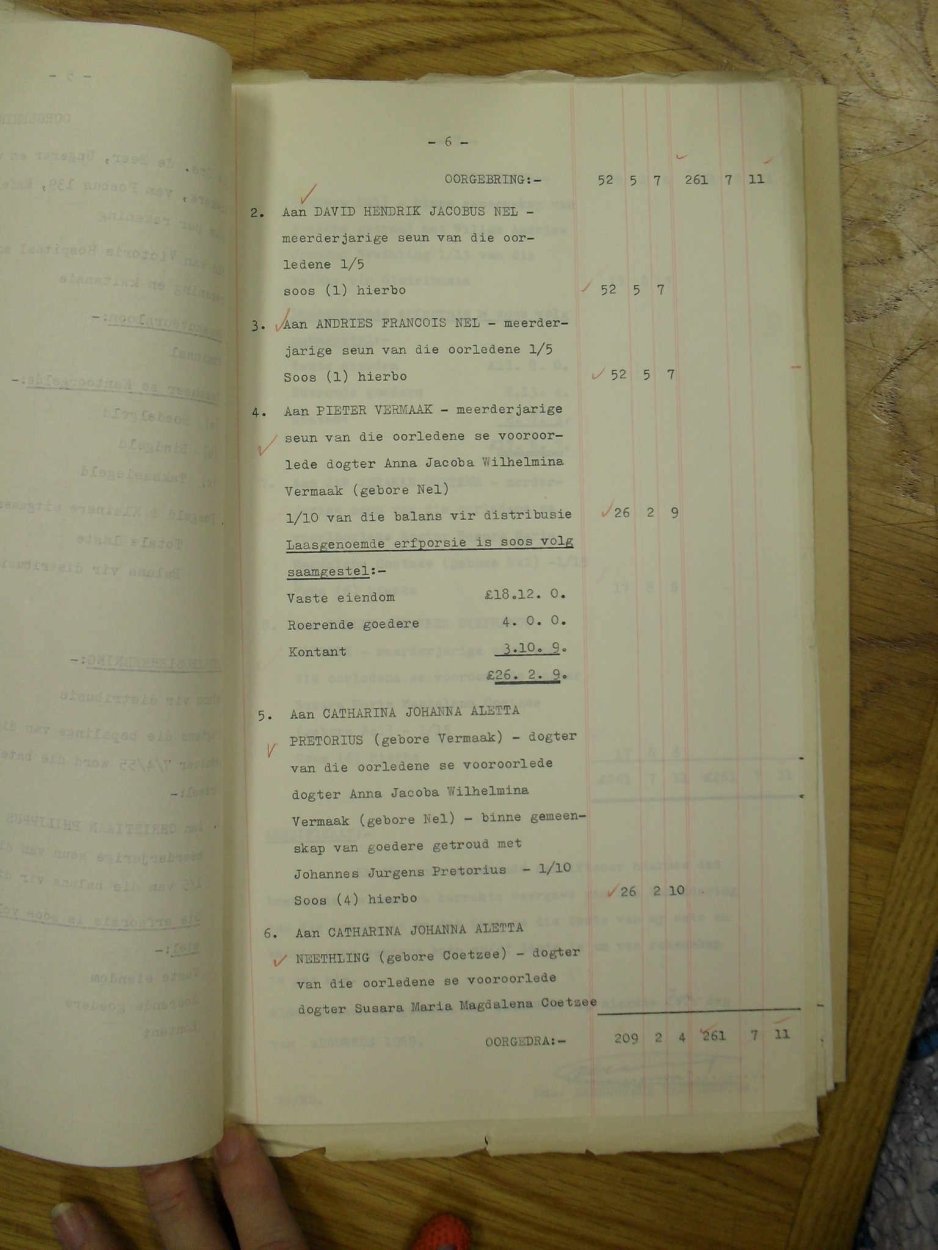 - 6 -
OORGEBRING:- 52 5 7 261 7 11
2. Aan DAVID HENDRIK JACOBUS NEL -
meerderjarige seun van die oor-
ledene 1/5
soos (1) hierbo 52 5 7
3. Aan ANDRIES FRANCOIS NEL - meerder-
jarige seun van die oorledene 1/5
Soos (1) hierbo 52 5 7
4. Aan PIETER VERMAAK - meerderjarige
seun van die oorledene se vooroor-
lede dogter Anna Jacoba Wilhelmina
Vermaak (gebore Nel)
1/10 van die balans vir distribusie 26 2 9
Laasgenoemde erfporsie is soos volg
saamgestel:-
Vaste eiendom £18.12. 0.
Roerende goedere 4. 0. 0.
Kontant 3.10. 9.
£26. 2. 9.
5. Aan CATHARINA JOHANNA ALETTA
PRETORIUS (gebore Vermaak) - dogter
van die oorledene se vooroorlede
dogter Anna Jacoba Wilhelmina
Vermaak (gebore Nel) - binne gemeen-
skap van goedere getroud met
Johannes Jurgens Pretorius - 1/10
Soos (4) hierbo 26 2 10
6. Aan CATHARINA JOHANNA ALETTA
NEETHLING (gebore Coetzee) - dogter
van die oorledene se vooroorlede
dogter Susara Maria Magdalena Coetzee
OORGEDRA:- 209 2 4 261 7 11